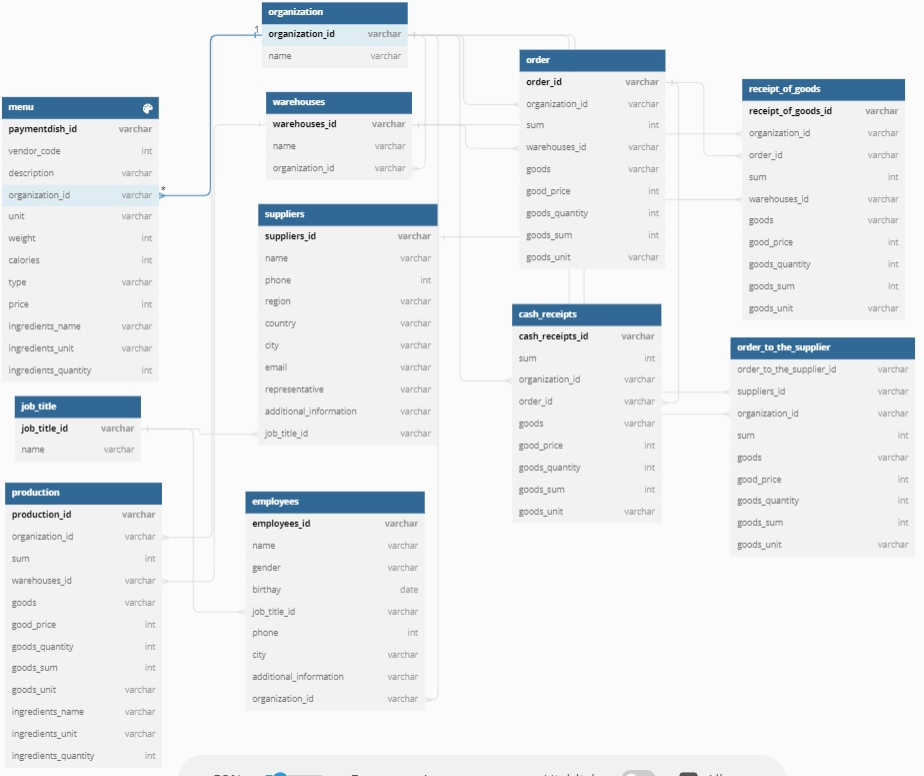 organization
organization_id varchar
name varchar
1
menu
paymentdish_id varchar
vendor_code int
description varchar
organization_id varchar
*
unit varchar
weight int
calories int
type varchar
price int
ingredients_name varchar
ingredients_unit varchar
ingredients_quantity int
warehouses
warehouses_id varchar
name varchar
organization_id varchar
suppliers
suppliers_id varchar
name varchar
phone int
region varchar
country varchar
city varchar
email varchar
representative varchar
additional_information varchar
job_title_id varchar
order
order_id varchar
organization_id varchar
sum int
warehouses_id varchar
goods varchar
good_price int
goods_quantity int
goods_sum int
goods_unit varchar
receipt_of_goods
receipt_of_goods_id varchar
organization_id varchar
order_id varchar
sum int
warehouses_id varchar
goods varchar
good_price int
goods_quantity int
goods_sum int
goods_unit varchar
cash_receipts
cash_receipts_id varchar
sum int
organization_id varchar
order_id varchar
goods varchar
good_price int
goods_quantity int
goods_sum int
goods_unit varchar
order_to_the_supplier
order_to_the_supplier_id varchar
suppliers_id varchar
organization_id varchar
sum int
goods varchar
good_price int
goods_quantity int
goods_sum int
goods_unit varchar
job_title
job_title_id varchar
name varchar
production
production_id varchar
organization_id varchar
sum int
warehouses_id varchar
goods varchar
good_price int
goods_quantity int
goods_sum int
goods_unit varchar
ingredients_name varchar
ingredients_unit varchar
ingredients_quantity int
employees
employees_id varchar
name varchar
gender varchar
birthay date
job_title_id varchar
phone int
city varchar
additional_information varchar
organization_id varchar